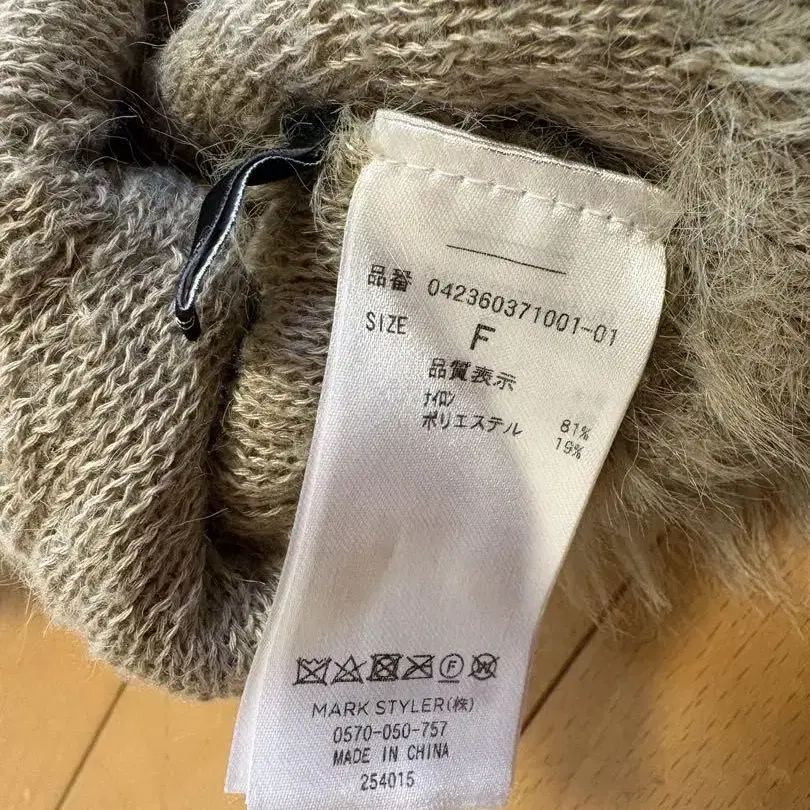 品番 042360371001-01
SIZE F
品質表示
ナイロン 81%
ポリエステル 19%
F W
MARK STYLER(株)
0570-050-757
MADE IN CHINA
254015